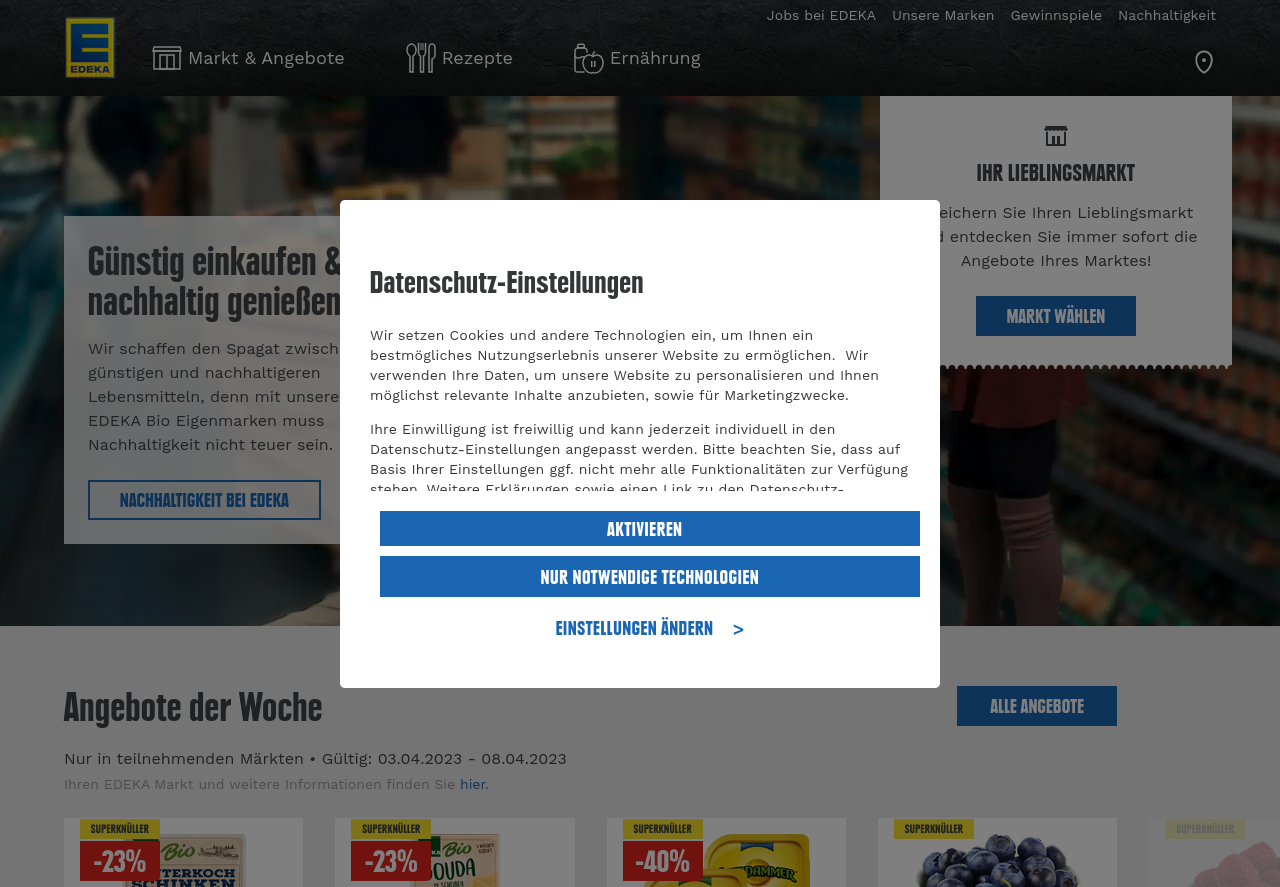 Jobs bei EDEKA Unsere Marken Gewinnspiele Nachhaltigkeit
EDEKA
Markt & Angebote Rezepte Ernährung
IHR LIEBLINGSMARKT
eichern Sie Ihren Lieblingsmarkt
d entdecken Sie immer sofort die
Angebote Ihres Marktes!
MARKT WÄHLEN
Günstig einkaufen &
nachhaltig genießen
Wir schaffen den Spagat zwisch
günstigen und nachhaltigeren
Lebensmitteln, denn mit unsere
EDEKA Bio Eigenmarken muss
Nachhaltigkeit nicht teuer sein.
NACHHALTIGKEIT BEI EDEKA
Datenschutz-Einstellungen
Wir setzen Cookies und andere Technologien ein, um Ihnen ein
bestmögliches Nutzungserlebnis unserer Website zu ermöglichen. Wir
verwenden Ihre Daten, um unsere Website zu personalisieren und Ihnen
möglichst relevante Inhalte anzubieten, sowie für Marketingzwecke.
Ihre Einwilligung ist freiwillig und kann jederzeit individuell in den
Datenschutz-Einstellungen angepasst werden. Bitte beachten Sie, dass auf
Basis Ihrer Einstellungen ggf. nicht mehr alle Funktionalitäten zur Verfügung
stehen. Weitere Erklärungen sowie einen Link zu den Datenschutz-
AKTIVIEREN
NUR NOTWENDIGE TECHNOLOGIEN
EINSTELLUNGEN ÄNDERN >
Angebote der Woche
ALLE ANGEBOTE
Nur in teilnehmenden Märkten • Gültig: 03.04.2023 - 08.04.2023
Ihren EDEKA Markt und weitere Informationen finden Sie hier.
SUPERKNÜLLER SUPERKNÜLLER SUPERKNÜLLER SUPERKNÜLLER SUPERKNÜLLER
-23% -23% -40%
Bio
TTERKOCH
SCHINKEN
Bio
OUDA
DAMMER